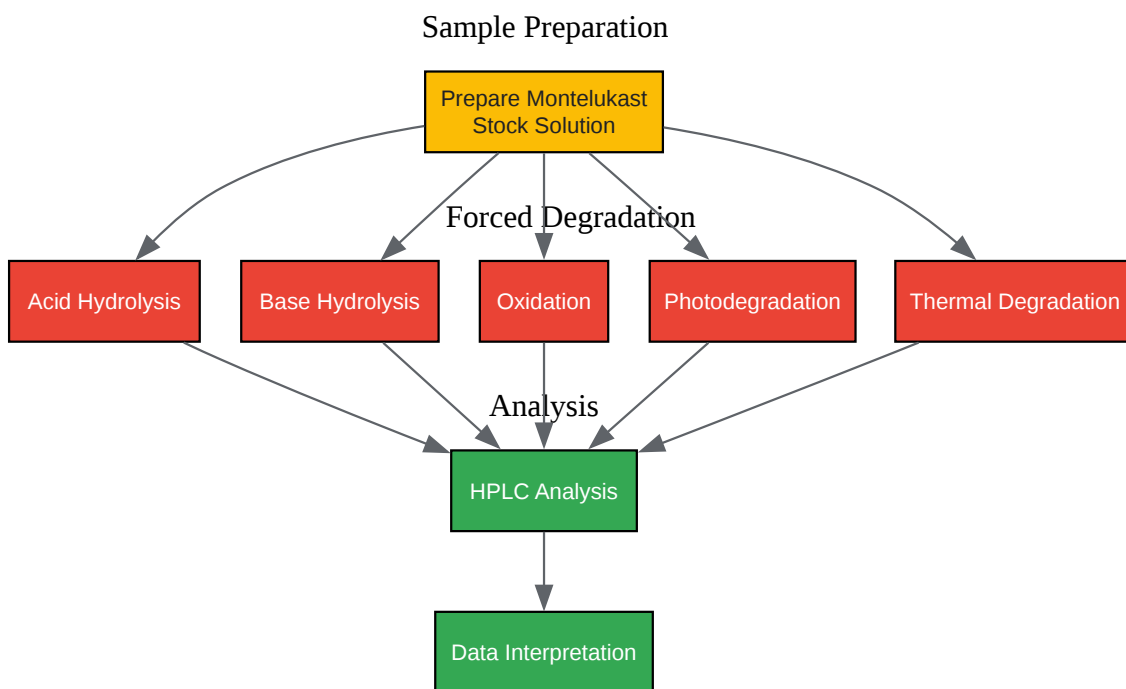 Sample Preparation
Prepare Montelukast
Stock Solution
Forced Degradation
Acid Hydrolysis
Base Hydrolysis
Oxidation
Photodegradation
Thermal Degradation
Analysis
HPLC Analysis
Data Interpretation